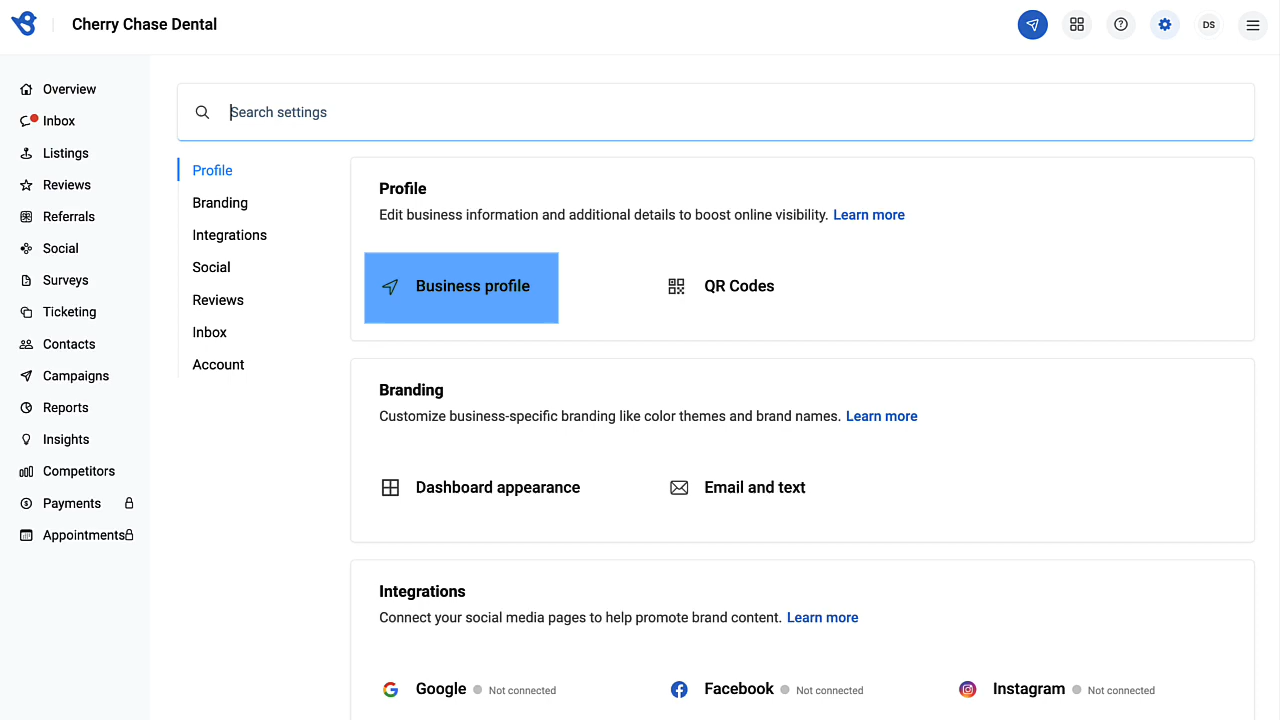 Cherry Chase Dental
DS
Overview
Inbox
Listings
Reviews
Referrals
Social
Surveys
Ticketing
Contacts
Campaigns
Reports
Insights
Competitors
Payments
Appointments
Search settings
Profile
Branding
Integrations
Social
Reviews
Inbox
Account
Profile
Edit business information and additional details to boost online visibility. Learn more
Business profile QR Codes
Branding
Customize business-specific branding like color themes and brand names. Learn more
Dashboard appearance Email and text
Integrations
Connect your social media pages to help promote brand content. Learn more
Google Not connected Facebook Not connected Instagram Not connected